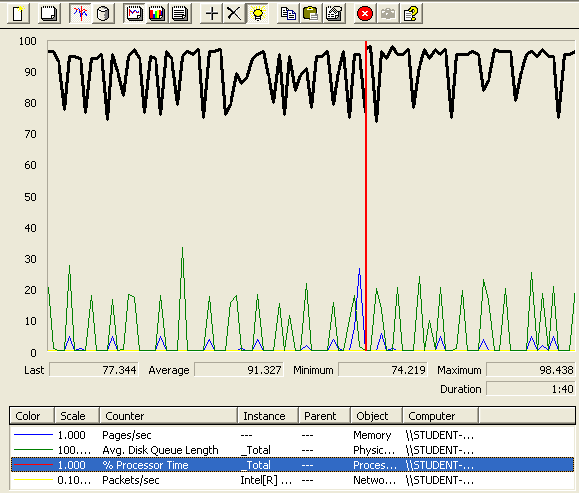 100
90
80
70
60
50
40
30
20
10
0
Last 77.344 Average 91.327 Minimum 74.219 Maximum 98.438
Duration 1:40
Color Scale Counter Instance Parent Object Computer
1.000 Pages/sec --- --- Memory \\STUDENT-...
100.... Avg. Disk Queue Length _Total --- Physic... \\STUDENT-...
1.000 % Processor Time _Total --- Proces... \\STUDENT-...
0.10... Packets/sec Intel[R] ... --- Netwo... \\STUDENT-...